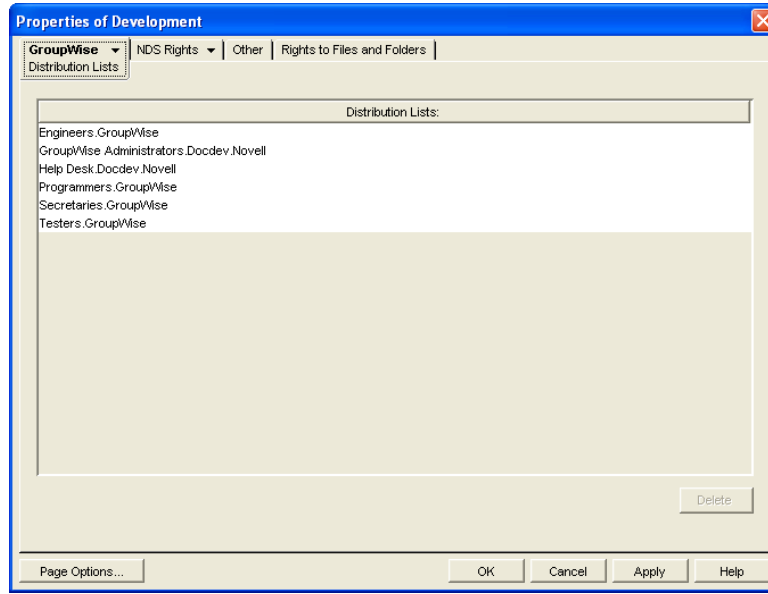 Properties of Development
GroupWise NDS Rights Other Rights to Files and Folders
Distribution Lists
Distribution Lists:
Engineers.GroupWise
GroupWise Administrators.Docdev.Novell
Help Desk.Docdev.Novell
Programmers.GroupWise
Secretaries.GroupWise
Testers.GroupWise
Delete
Page Options... OK Cancel Apply Help